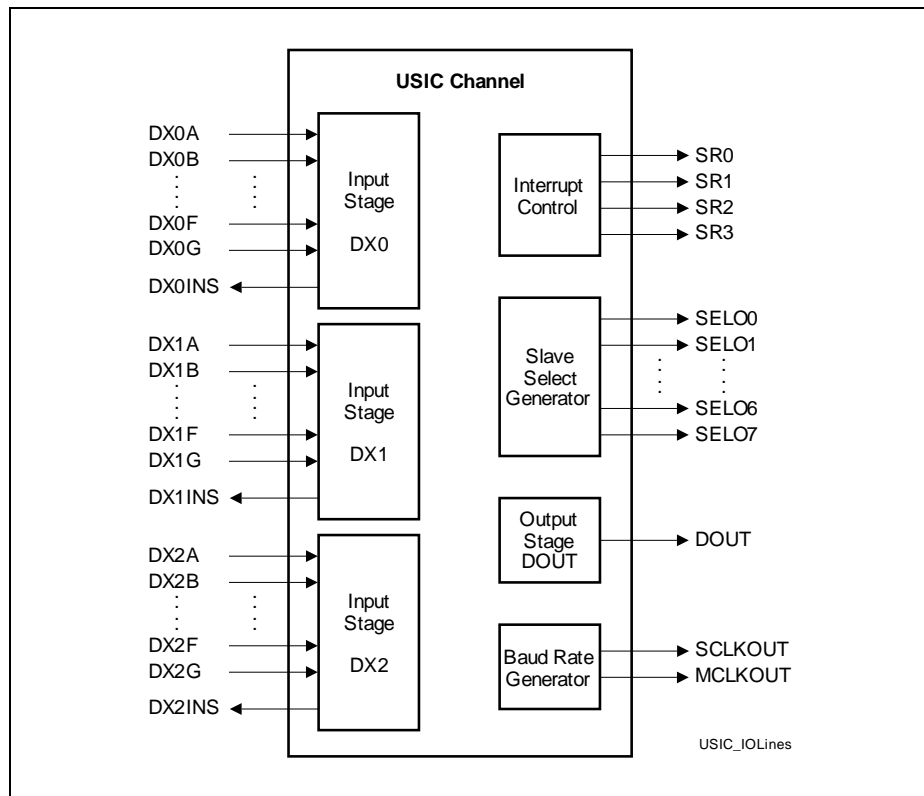 USIC Channel
DX0A
DX0B
DX0F
DX0G
DX0INS
Input
Stage
DX0
DX1A
DX1B
DX1F
DX1G
DX1INS
Input
Stage
DX1
DX2A
DX2B
DX2F
DX2G
DX2INS
Input
Stage
DX2
Interrupt
Control
SR0
SR1
SR2
SR3
Slave
Select
Generator
SELO0
SELO1
SELO6
SELO7
Output
Stage
DOUT
DOUT
Baud Rate
Generator
SCLKOUT
MCLKOUT
USIC_IOLines